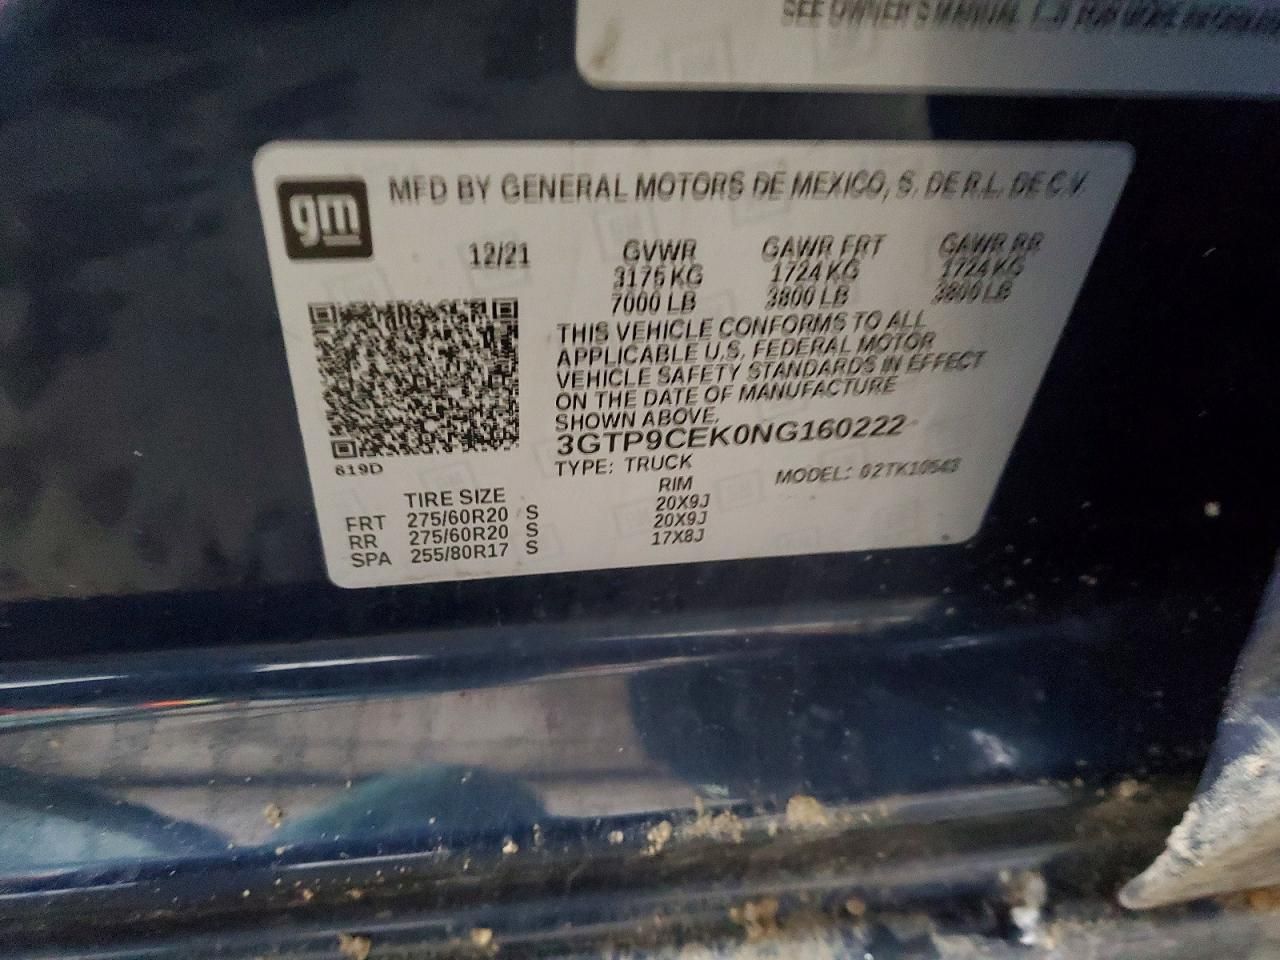 SEE OWNER'S MANUAL FOR MORE INFORMATION
gm
MFD BY GENERAL MOTORS DE MEXICO, S. DE R.L. DE C.V.
12/21 GVWR GAWR FRT GAWR RR
3175 KG 1724 KG 1724 KG
7000 LB 3800 LB 3800 LB
THIS VEHICLE CONFORMS TO ALL
APPLICABLE U.S. FEDERAL MOTOR
VEHICLE SAFETY STANDARDS IN EFFECT
ON THE DATE OF MANUFACTURE
SHOWN ABOVE.
3GTP9CEK0NG160222
619D
TYPE: TRUCK MODEL: 02TK10543
TIRE SIZE RIM
FRT 275/60R20 S 20X9J
RR 275/60R20 S 20X9J
SPA 255/80R17 S 17X8J